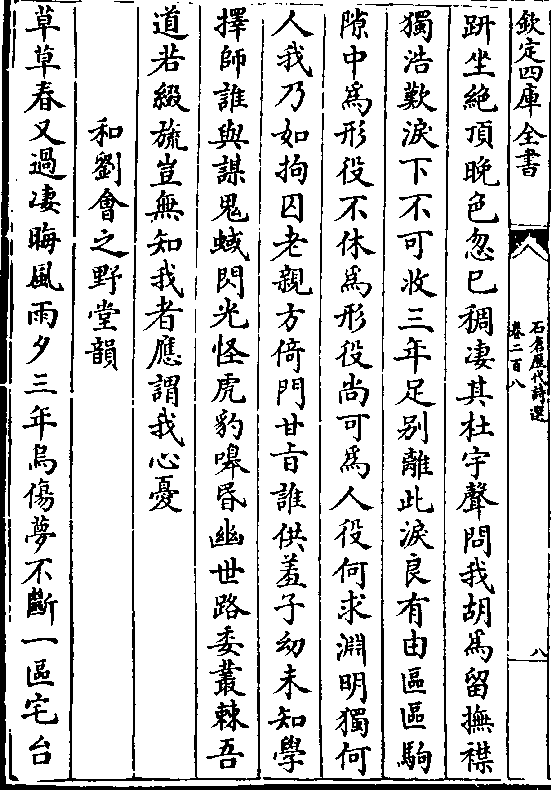 欽定四庫全書
石倉歷代詩選
卷二百八
八
趼坐絶頂晚色忽已稠凄其杜宇聲問我胡為留撫襟
獨浩歎淚下不可收三年足别離此淚良有由區區駒
隙中為形役不休為形役尚可為人役何求淵明獨何
人我乃如拘囚老親方倚門甘旨誰供羞子幼未知學
擇師誰與謀鬼蜮閃光怪虎豹嘷昏幽世路委叢棘吾
道若綴旒豈無知我者應謂我心憂
和劉會之野堂韻
草草春又過凄晦風雨夕三年烏傷夢不斷一區宅台